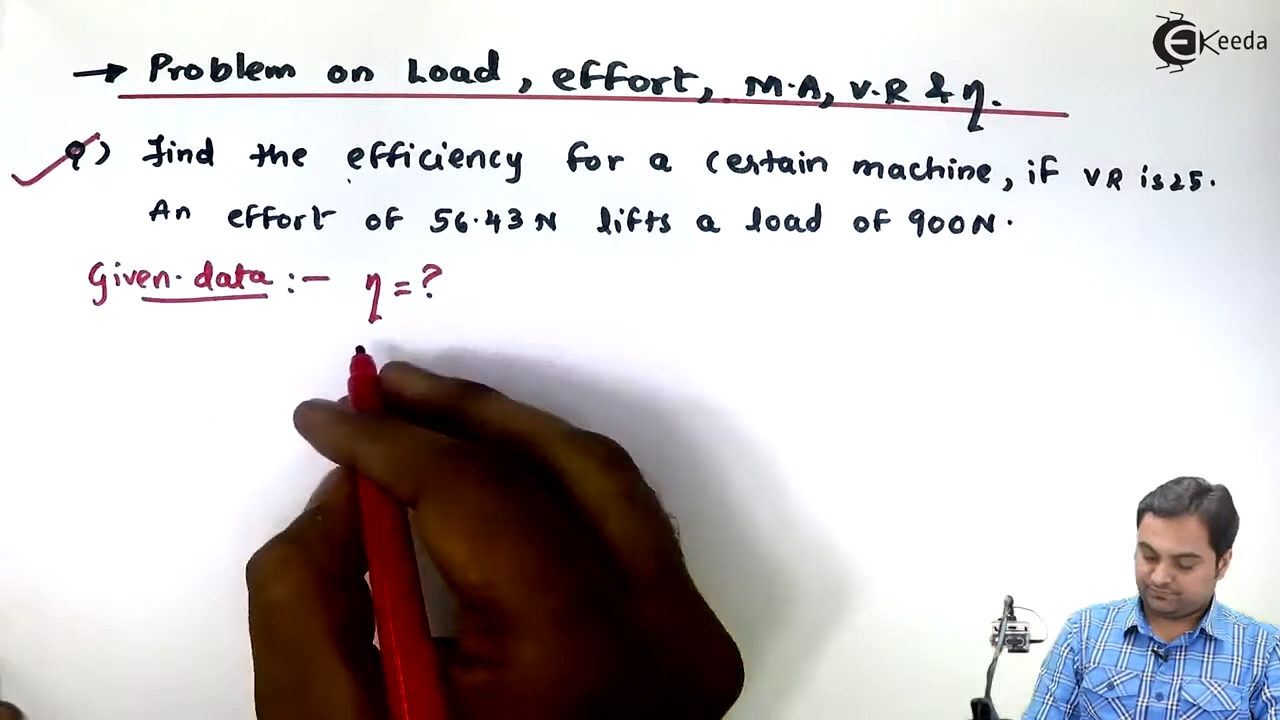 Keeda
→ Problem on Load, effort, M.A, V.R & η.
Q) find the efficiency for a certain machine, if VR is 25.
An effort of 56.43 N lifts a load of 900N.
Given data :- η = ?